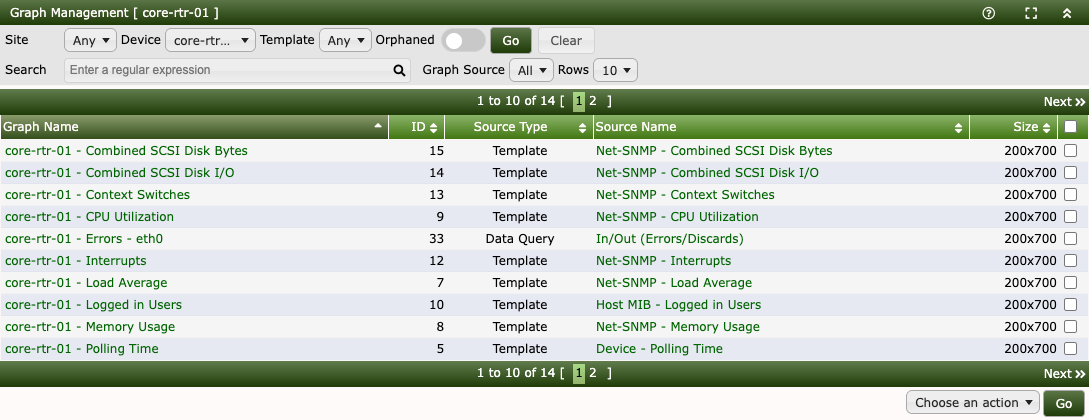 Graph Management [ core-rtr-01 ]
Site Any Device core-rtr... Template Any Orphaned Go Clear
Search Enter a regular expression Graph Source All Rows 10
1 to 10 of 14 [ 1 2 ] Next
Graph Name ID Source Type Source Name Size
core-rtr-01 - Combined SCSI Disk Bytes 15 Template Net-SNMP - Combined SCSI Disk Bytes 200x700
core-rtr-01 - Combined SCSI Disk I/O 14 Template Net-SNMP - Combined SCSI Disk I/O 200x700
core-rtr-01 - Context Switches 13 Template Net-SNMP - Context Switches 200x700
core-rtr-01 - CPU Utilization 9 Template Net-SNMP - CPU Utilization 200x700
core-rtr-01 - Errors - eth0 33 Data Query In/Out (Errors/Discards) 200x700
core-rtr-01 - Interrupts 12 Template Net-SNMP - Interrupts 200x700
core-rtr-01 - Load Average 7 Template Net-SNMP - Load Average 200x700
core-rtr-01 - Logged in Users 10 Template Host MIB - Logged in Users 200x700
core-rtr-01 - Memory Usage 8 Template Net-SNMP - Memory Usage 200x700
core-rtr-01 - Polling Time 5 Template Device - Polling Time 200x700
1 to 10 of 14 [ 1 2 ] Next
Choose an action Go